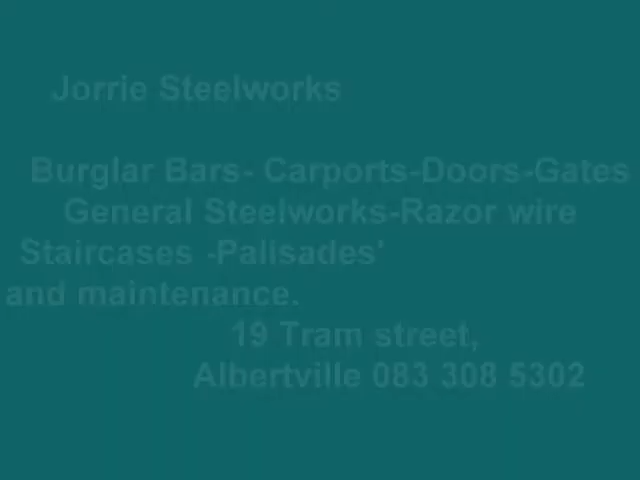 Jorrie Steelworks
Burglar Bars- Carports-Doors-Gates
General Steelworks-Razor wire
Staircases -Palisades'
and maintenance.
19 Tram street,
Albertville 083 308 5302